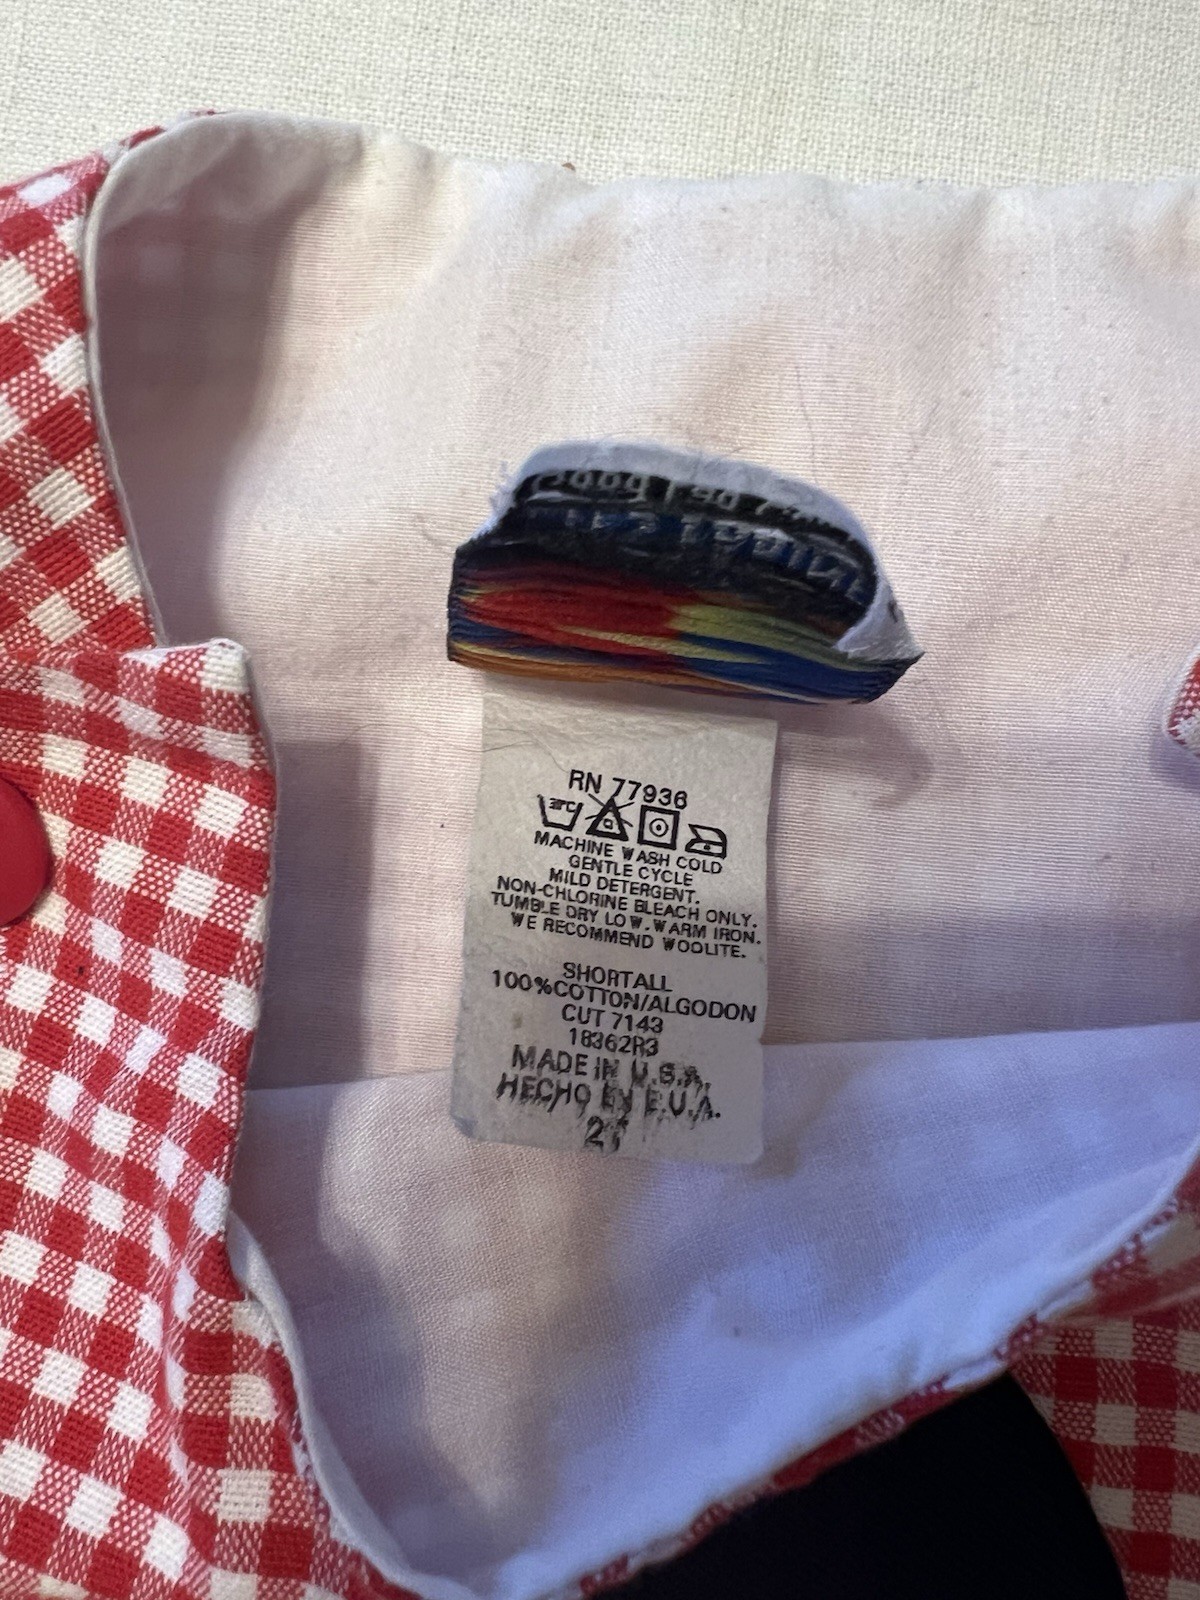 RN 77936
MACHINE WASH COLD
GENTLE CYCLE
MILD DETERGENT.
NON-CHLORINE BLEACH ONLY.
TUMBLE DRY LOW. WARM IRON.
WE RECOMMEND WOOLITE.
SHORTALL
100%COTTON/ALGODON
CUT 7143
18362R3
MADE IN U.S.A.
HECHO EN E.U.A.